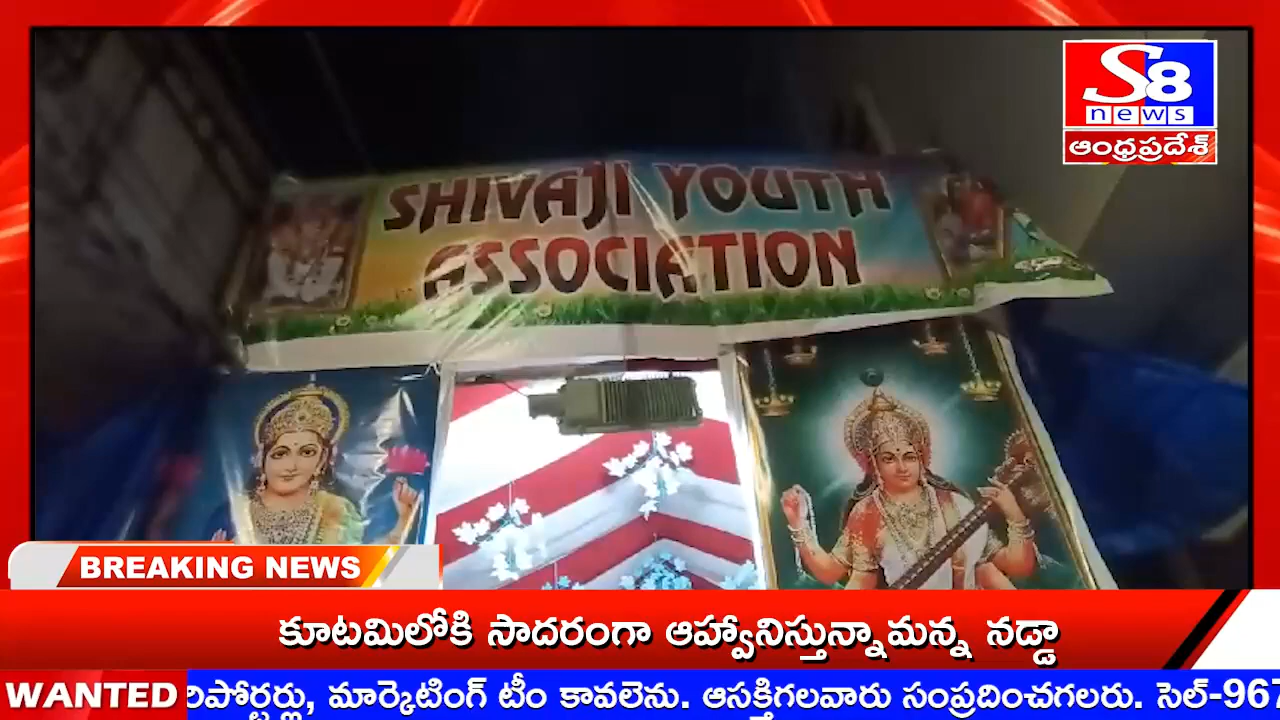 S8
news
ఆంధ్రప్రదేశ్
SHIVAJI YOUTH
ASSOCIATION
BREAKING NEWS
కూటమిలోకి సాదరంగా ఆహ్వానిస్తున్నామన్న నడ్డా
WANTED రిపోర్టర్లు, మార్కెటింగ్ టీం కావలెను. ఆసక్తిగలవారు సంప్రదించగలరు. సెల్-967